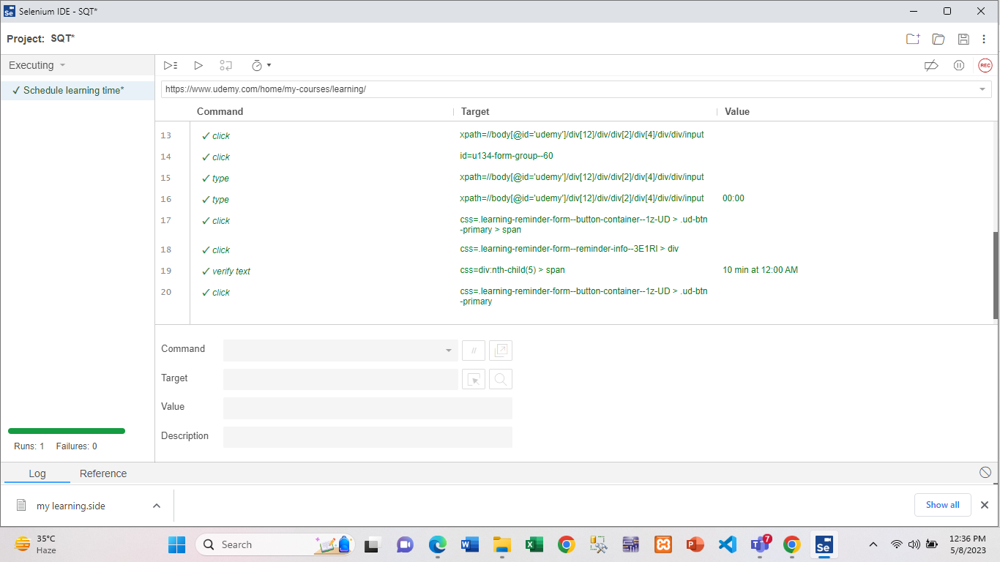 Selenium IDE - SQT*
Project: SQT*
Executing
✓ Schedule learning time*
REC
https://www.udemy.com/home/my-courses/learning/
Command Target Value
13 ✓ click xpath=//body[@id='udemy']/div[12]/div/div[2]/div[4]/div/div/input
14 ✓ click id=u134-form-group--60
15 ✓ type xpath=//body[@id='udemy']/div[12]/div/div[2]/div[4]/div/div/input
16 ✓ type xpath=//body[@id='udemy']/div[12]/div/div[2]/div[4]/div/div/input 00:00
17 ✓ click css=.learning-reminder-form--button-container--1z-UD > .ud-btn
-primary > span
18 ✓ click css=.learning-reminder-form--reminder-info--3E1Rl > div
19 ✓ verify text css=div:nth-child(5) > span 10 min at 12:00 AM
20 ✓ click css=.learning-reminder-form--button-container--1z-UD > .ud-btn
-primary
Command //
Target
Value
Description
Runs: 1 Failures: 0
Log Reference
my learning.side
Show all
35°C
Haze
Search
7
Se
12:36 PM
5/8/2023